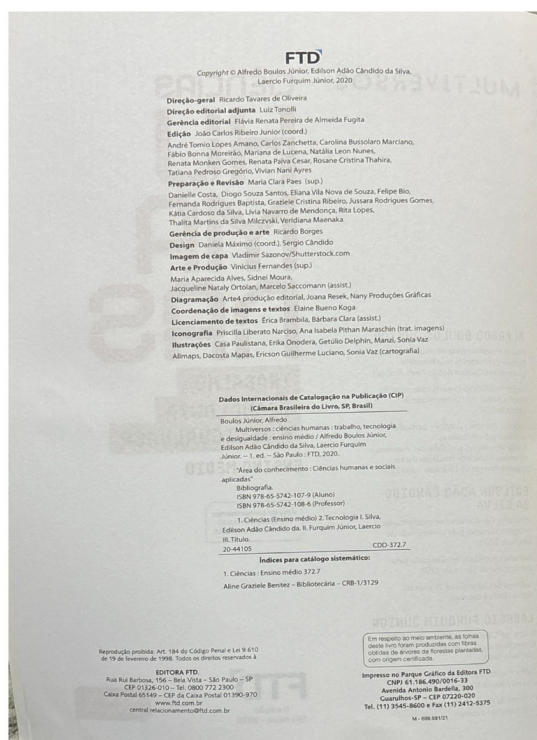 FTD
Copyright © Alfredo Boulos Júnior, Edilson Adão Cândido da Silva,
Laercio Furquim Júnior, 2020
Direção-geral Ricardo Tavares de Oliveira
Direção editorial adjunta Luiz Tonolli
Gerência editorial Flávia Renata Pereira de Almeida Fugita
Edição João Carlos Ribeiro Junior (coord.)
André Tomio Lopes Amano, Carlos Zanchetta, Carolina Bussolaro Marciano,
Fábio Bonna Moreirão, Mariana de Lucena, Natália Leon Nunes,
Renata Monken Gomes, Renata Paiva Cesar, Rosane Cristina Thahira,
Tatiana Pedroso Gregório, Vivian Nani Ayres
Preparação e Revisão Maria Clara Paes (sup.)
Danielle Costa, Diogo Souza Santos, Eliana Vila Nova de Souza, Felipe Bio,
Fernanda Rodrigues Baptista, Graziele Cristina Ribeiro, Jussara Rodrigues Gomes,
Kátia Cardoso da Silva, Lívia Navarro de Mendonça, Rita Lopes,
Thalita Martins da Silva Milczvski, Veridiana Maenaka
Gerência de produção e arte Ricardo Borges
Design Daniela Máximo (coord.), Sergio Cândido
Imagem de capa Vladimir Sazonov/Shutterstock.com
Arte e Produção Vinicius Fernandes (sup.)
Maria Aparecida Alves, Sidnei Moura,
Jacqueline Nataly Ortolan, Marcelo Saccomann (assist.)
Diagramação Arte4 produção editorial, Joana Resek, Nany Produções Gráficas
Coordenação de imagens e textos Elaine Bueno Koga
Licenciamento de textos Érica Brambila, Bárbara Clara (assist.)
Iconografia Priscilla Liberato Narciso, Ana Isabela Pithan Maraschin (trat. imagens)
Ilustrações Casa Paulistana, Erika Onodera, Getúlio Delphin, Manzi, Sonia Vaz
Allmaps, Dacosta Mapas, Ericson Guilherme Luciano, Sonia Vaz (cartografia)
Dados Internacionais de Catalogação na Publicação (CIP)
(Câmara Brasileira do Livro, SP, Brasil)
Boulos Júnior, Alfredo
Multiversos : ciências humanas : trabalho, tecnologia
e desigualdade : ensino médio / Alfredo Boulos Júnior,
Edilson Adão Cândido da Silva, Laercio Furquim
Júnior. – 1. ed. – São Paulo : FTD, 2020.
"Área do conhecimento : Ciências humanas e sociais
aplicadas"
Bibliografia.
ISBN 978-65-5742-107-9 (Aluno)
ISBN 978-65-5742-108-6 (Professor)
1. Ciências (Ensino médio) 2. Tecnologia I. Silva,
Edilson Adão Cândido da. II. Furquim Júnior, Laercio
III. Título.
20-44105 CDD-372.7
Índices para catálogo sistemático:
1. Ciências : Ensino médio 372.7
Aline Graziele Benitez – Bibliotecária – CRB-1/3129
Em respeito ao meio ambiente, as folhas
deste livro foram produzidas com fibras
obtidas de árvores de florestas plantadas,
com origem certificada.
Reprodução proibida: Art. 184 do Código Penal e Lei 9.610
de 19 de fevereiro de 1998. Todos os direitos reservados à
EDITORA FTD.
Rua Rui Barbosa, 156 – Bela Vista – São Paulo – SP
CEP 01326-010 – Tel. 0800 772 2300
Caixa Postal 65149 – CEP da Caixa Postal 01390-970
www.ftd.com.br
central.relacionamento@ftd.com.br
Impresso no Parque Gráfico da Editora FTD
CNPJ 61.186.490/0016-33
Avenida Antonio Bardella, 300
Guarulhos-SP – CEP 07220-020
Tel. (11) 3545-8600 e Fax (11) 2412-5375